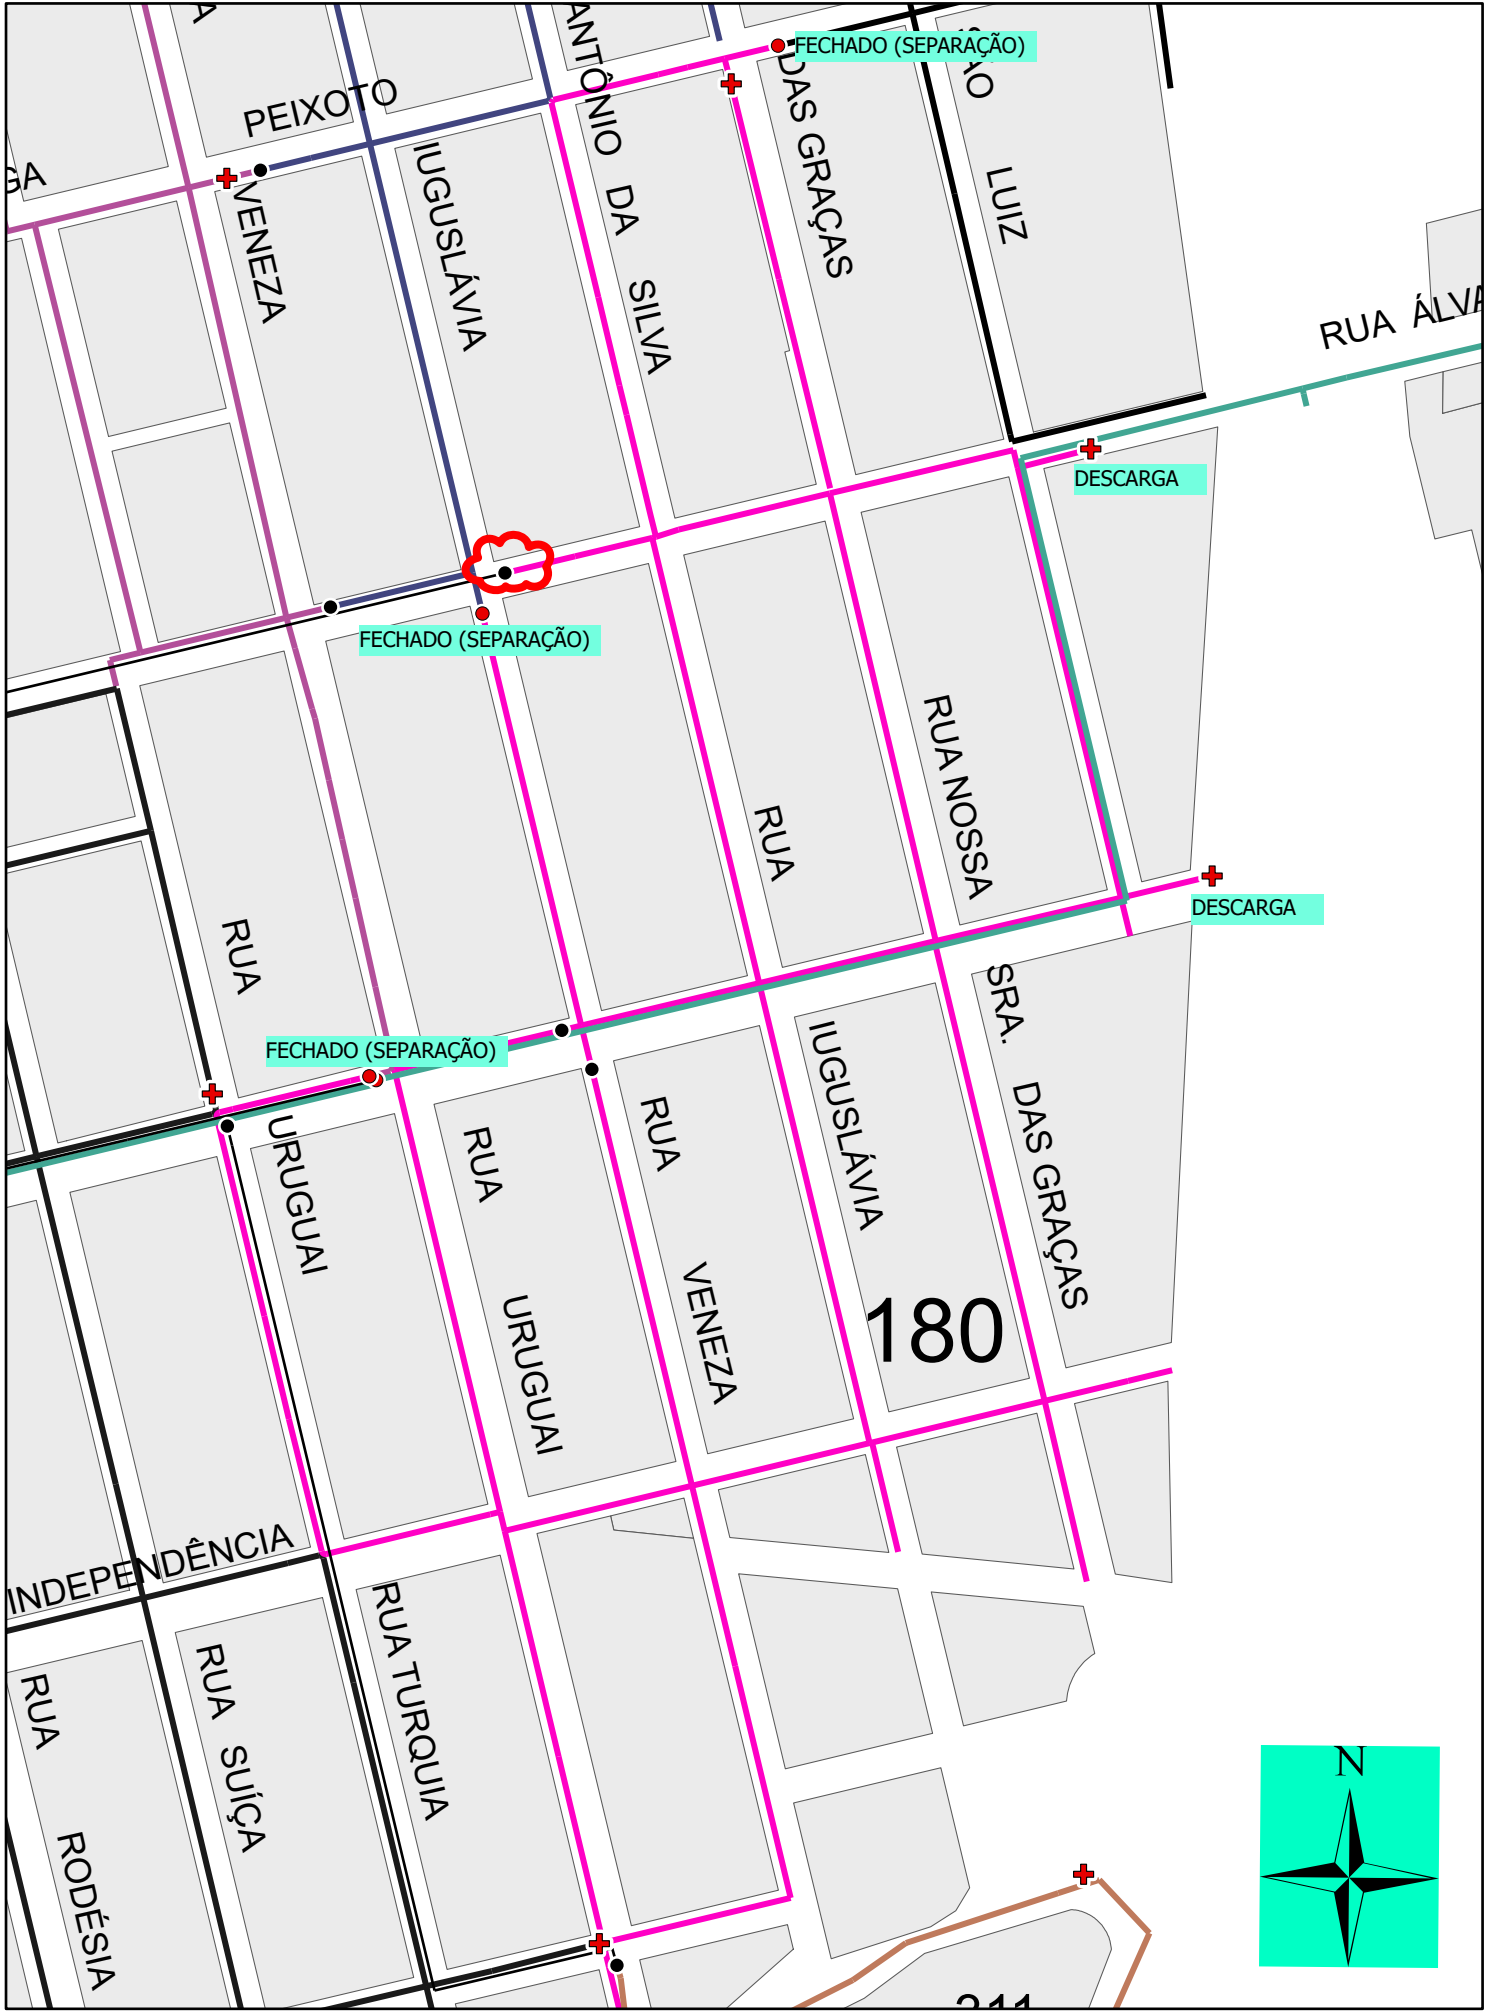 ANTÔNIO DA SILVA
FECHADO (SEPARAÇÃO)
PEIXOTO
DAS GRAÇAS
LUIZ
IUGUSLÁVIA
VENEZA
RUA ÁLVA
DESCARGA
FECHADO (SEPARAÇÃO)
RUA NOSSA
RUA
DESCARGA
RUA
SRA. DAS GRAÇAS
FECHADO (SEPARAÇÃO)
IUGUSLÁVIA
URUGUAI
RUA
RUA
VENEZA
URUGUAI
180
INDEPENDÊNCIA
RUA TURQUIA
RUA SUÍÇA
RUA RODÉSIA
N